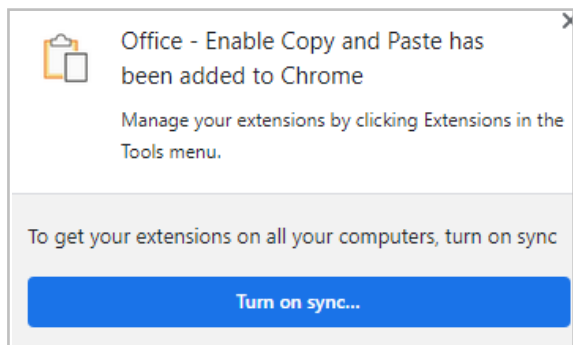 Office - Enable Copy and Paste has
been added to Chrome
Manage your extensions by clicking Extensions in the
Tools menu.
To get your extensions on all your computers, turn on sync
Turn on sync...